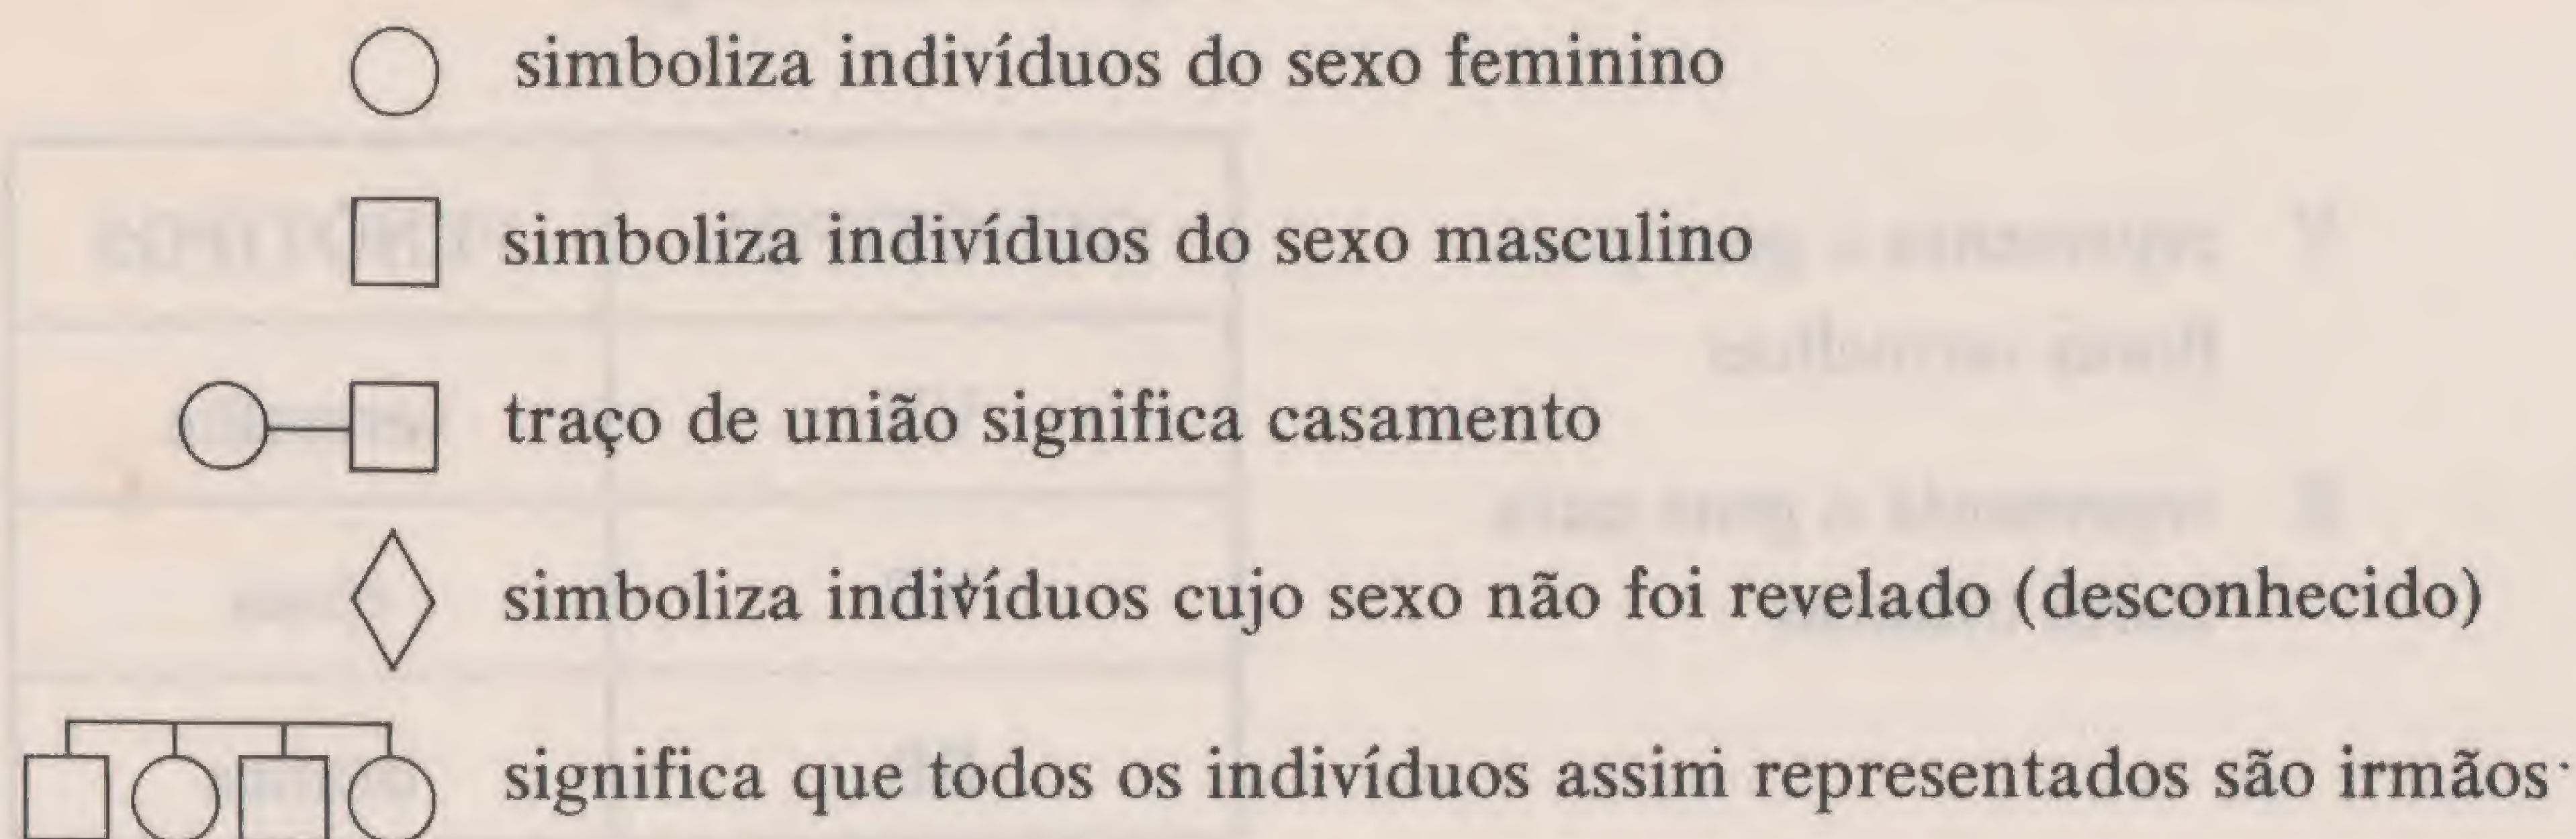 simboliza indivíduos do sexo feminino
simboliza indivíduos do sexo masculino
traço de união significa casamento
simboliza indivíduos cujo sexo não foi revelado (desconhecido)
significa que todos os indivíduos assim representados são irmãos